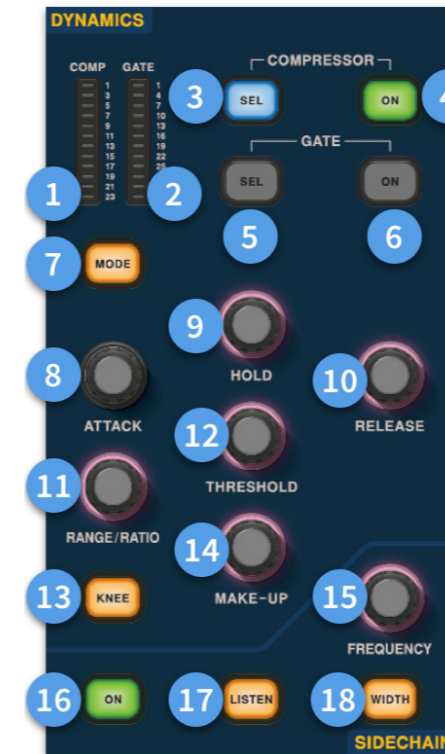 DYNAMICS
COMP GATE
1 1
3 4
5 7
7 10
9 13
11 16
13 19
15 22
17 25
19
21
23
1
2
COMPRESSOR
3
SEL
ON
4
GATE
SEL
ON
5
6
7
MODE
8
ATTACK
9
HOLD
10
RELEASE
11
RANGE/RATIO
12
THRESHOLD
13
KNEE
14
MAKE-UP
15
FREQUENCY
16
ON
17
LISTEN
18
WIDTH
SIDECHAIN